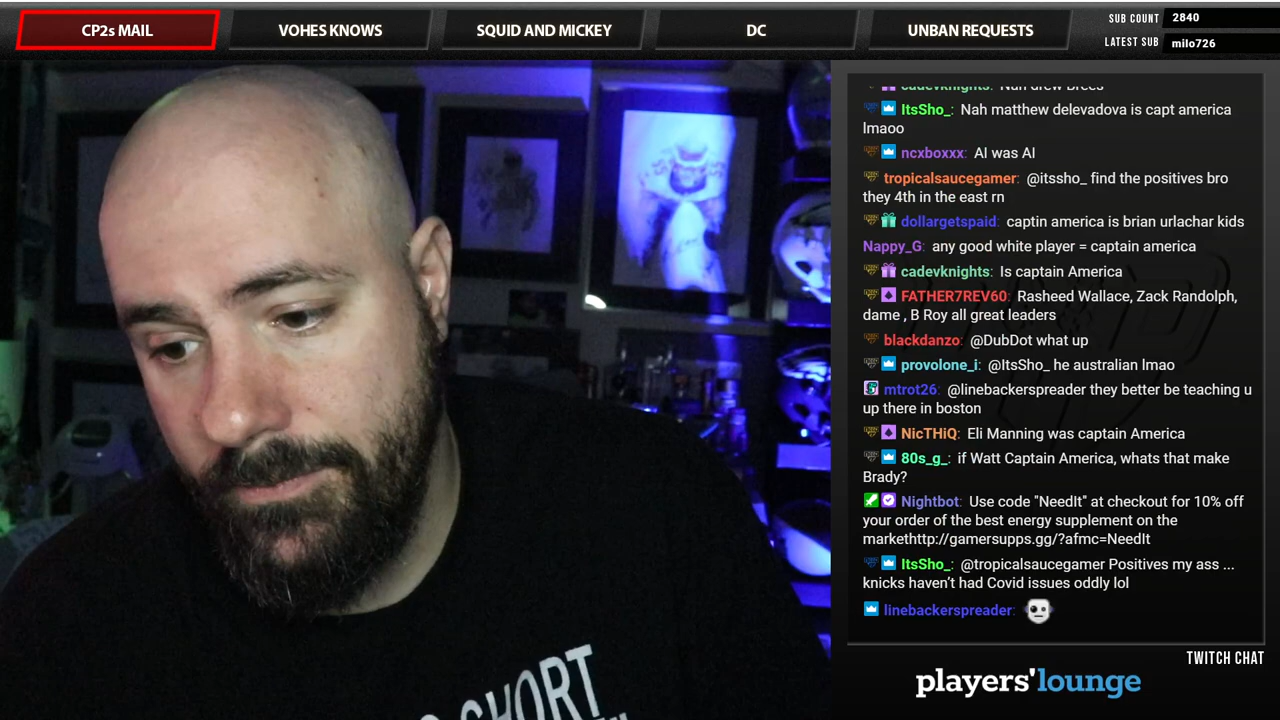 CP2s MAIL
VOHES KNOWS
SQUID AND MICKEY
DC
UNBAN REQUESTS
SUB COUNT 2840
LATEST SUB milo726
cadevknights: Nah drew Brees
ItsSho_: Nah matthew delevadova is capt america
lmaoo
ncxboxxx: AI was AI
tropicalsaucegamer: @itssho_ find the positives bro
they 4th in the east rn
dollargetspaid: captin america is brian urlachar kids
Nappy_G: any good white player = captain america
cadevknights: Is captain America
FATHER7REV60: Rasheed Wallace, Zack Randolph,
dame , B Roy all great leaders
blackdanzo: @DubDot what up
provolone_i: @ItsSho_ he australian lmao
mtrot26: @linebackerspreader they better be teaching u
up there in boston
NicTHiQ: Eli Manning was captain America
80s_g_: if Watt Captain America, whats that make
Brady?
Nightbot: Use code "NeedIt" at checkout for 10% off
your order of the best energy supplement on the
markethttp://gamersupps.gg/?afmc=NeedIt
ItsSho_: @tropicalsaucegamer Positives my ass ...
knicks haven't had Covid issues oddly lol
linebackerspreader:
TWITCH CHAT
players'lounge
SHORT